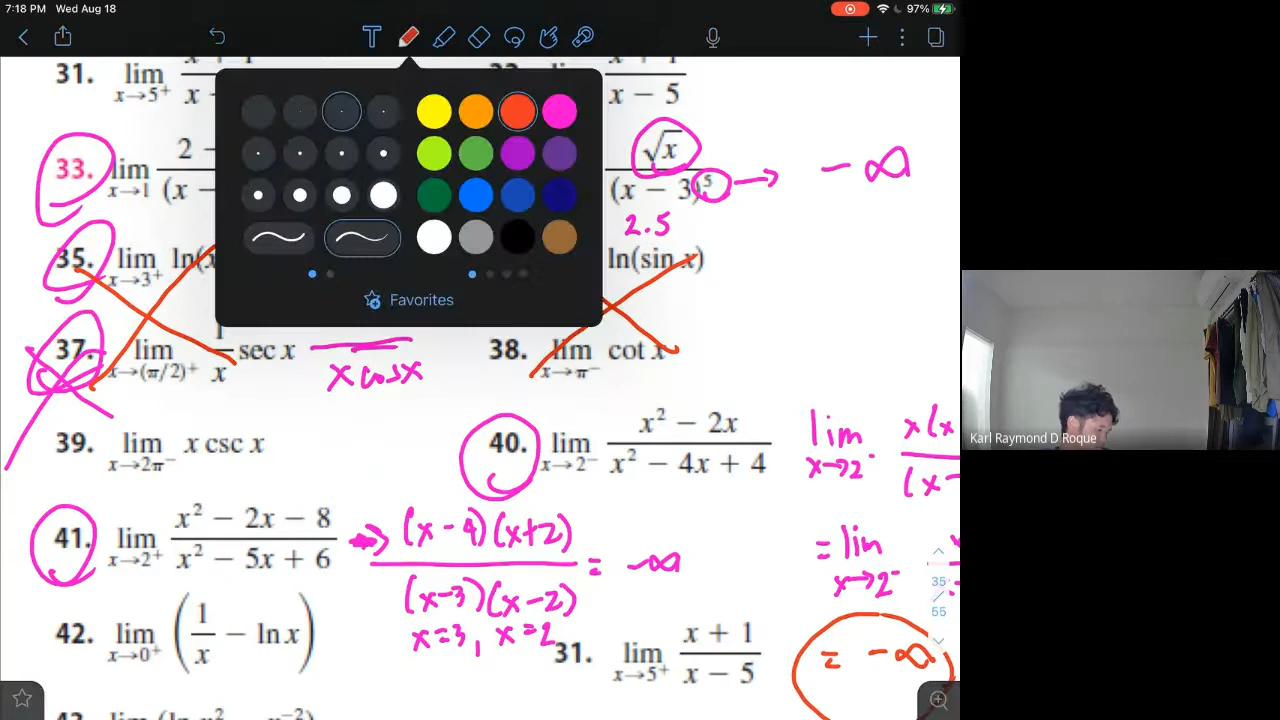 7:18 PM Wed Aug 18
97%
31. lim x→5⁺
x − 5
33. lim x→1 2 − / (x −
√x / (x − 3)⁵ → −∞
2.5
35. lim x→3⁺ ln(x
ln(sin x)
37. lim x→(π/2)⁺ 1/x sec x
x cosx
38. lim x→π⁻ cot x
Favorites
39. lim x→2π⁻ x csc x
40. lim x→2⁻ (x² − 2x)/(x² − 4x + 4)
lim x→2⁻ x(x / (x−
41. lim x→2⁺ (x² − 2x − 8)/(x² − 5x + 6) → (x−4)(x+2) / (x−3)(x−2) = −∞
x=3, x=2
= lim x→2⁻
35
55
42. lim x→0⁺ (1/x − ln x)
31. lim x→5⁺ (x + 1)/(x − 5)
= −∞
Karl Raymond D Roque